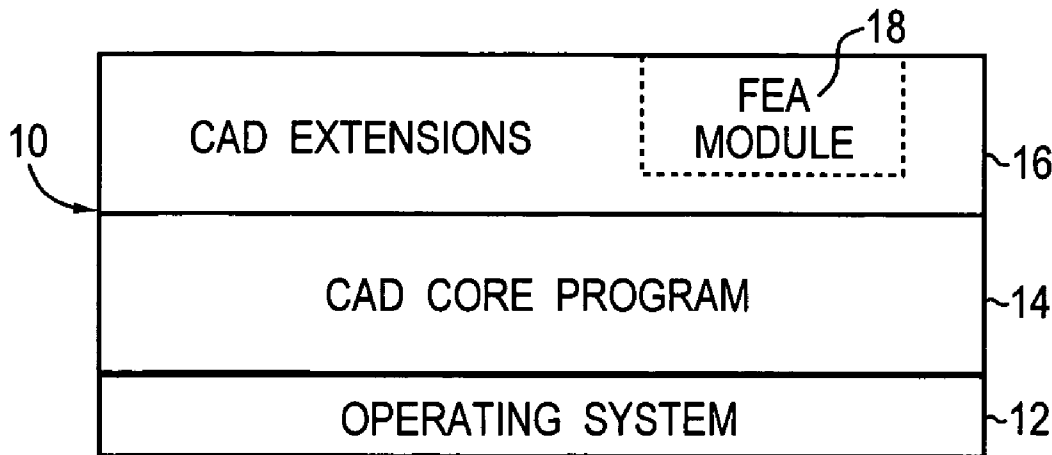 18
FEA
MODULE
CAD EXTENSIONS
10
16
CAD CORE PROGRAM
14
OPERATING SYSTEM
12